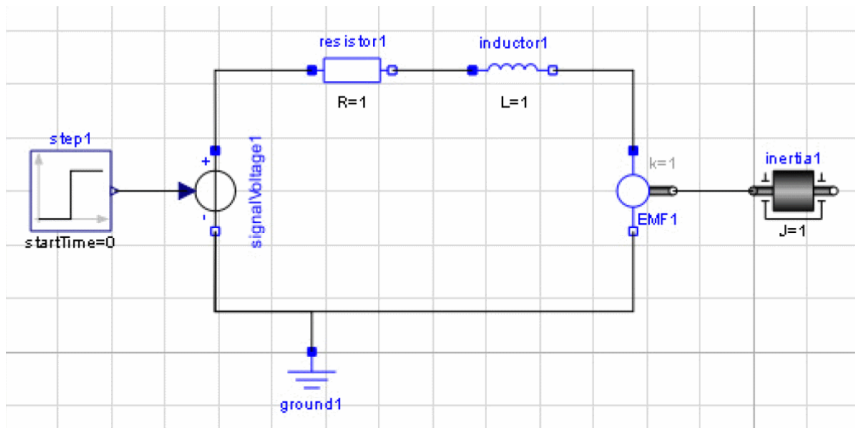 resistor1
inductor1
R=1
L=1
step1
startTime=0
+
-
signalVoltage1
k=1
EMF1
inertia1
J=1
ground1